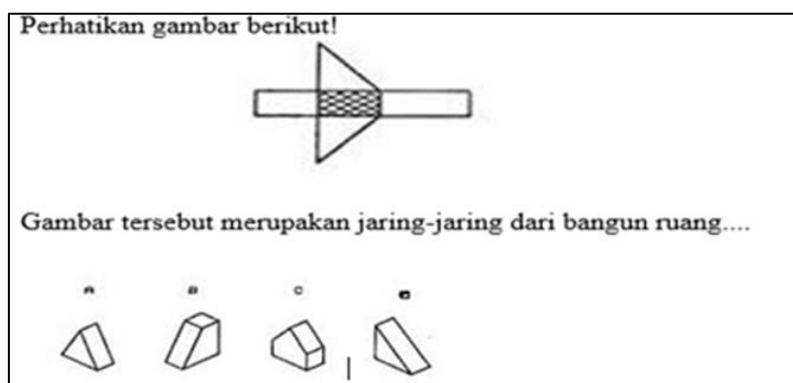 Perhatikan gambar berikut!
Gambar tersebut merupakan jaring-jaring dari bangun ruang....
A B C